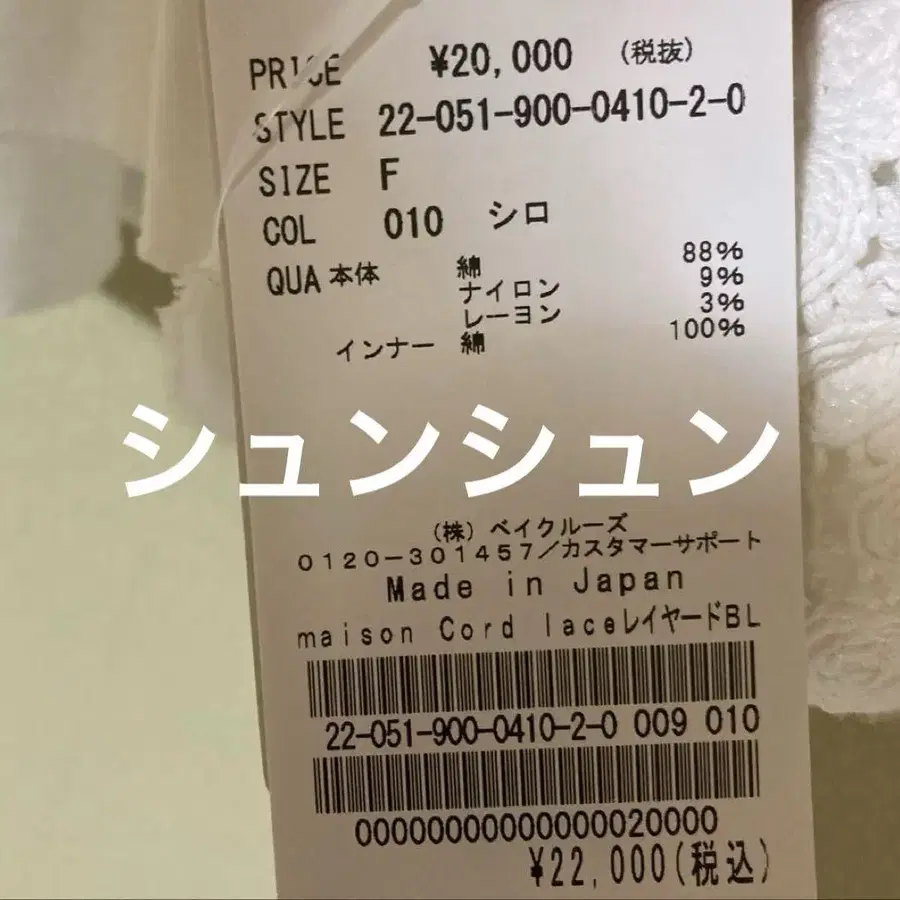 PRICE ¥20,000 (税抜)
STYLE 22-051-900-0410-2-0
SIZE F
COL 010 シロ
QUA 本体 綿 88%
ナイロン 9%
レーヨン 3%
インナー 綿 100%
シュンシュン
(株) ベイクルーズ
0120-301457/カスタマーサポート
Made in Japan
maison Cord laceレイヤードBL
22-051-900-0410-2-0 009 010
00000000000000020000
¥22,000(税込)